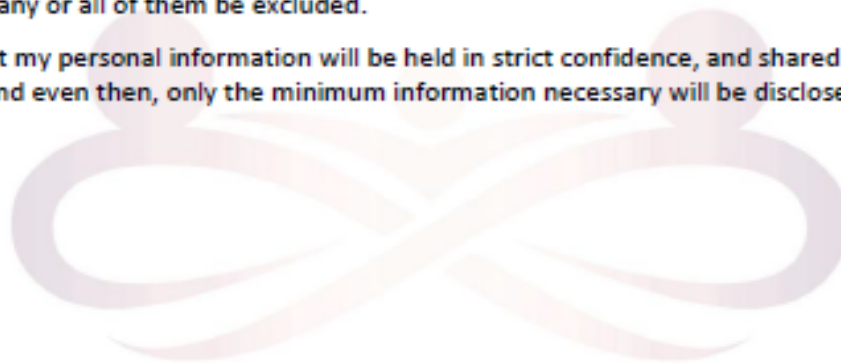 any or all of them be excluded.
t my personal information will be held in strict confidence, and shared
nd even then, only the minimum information necessary will be disclose